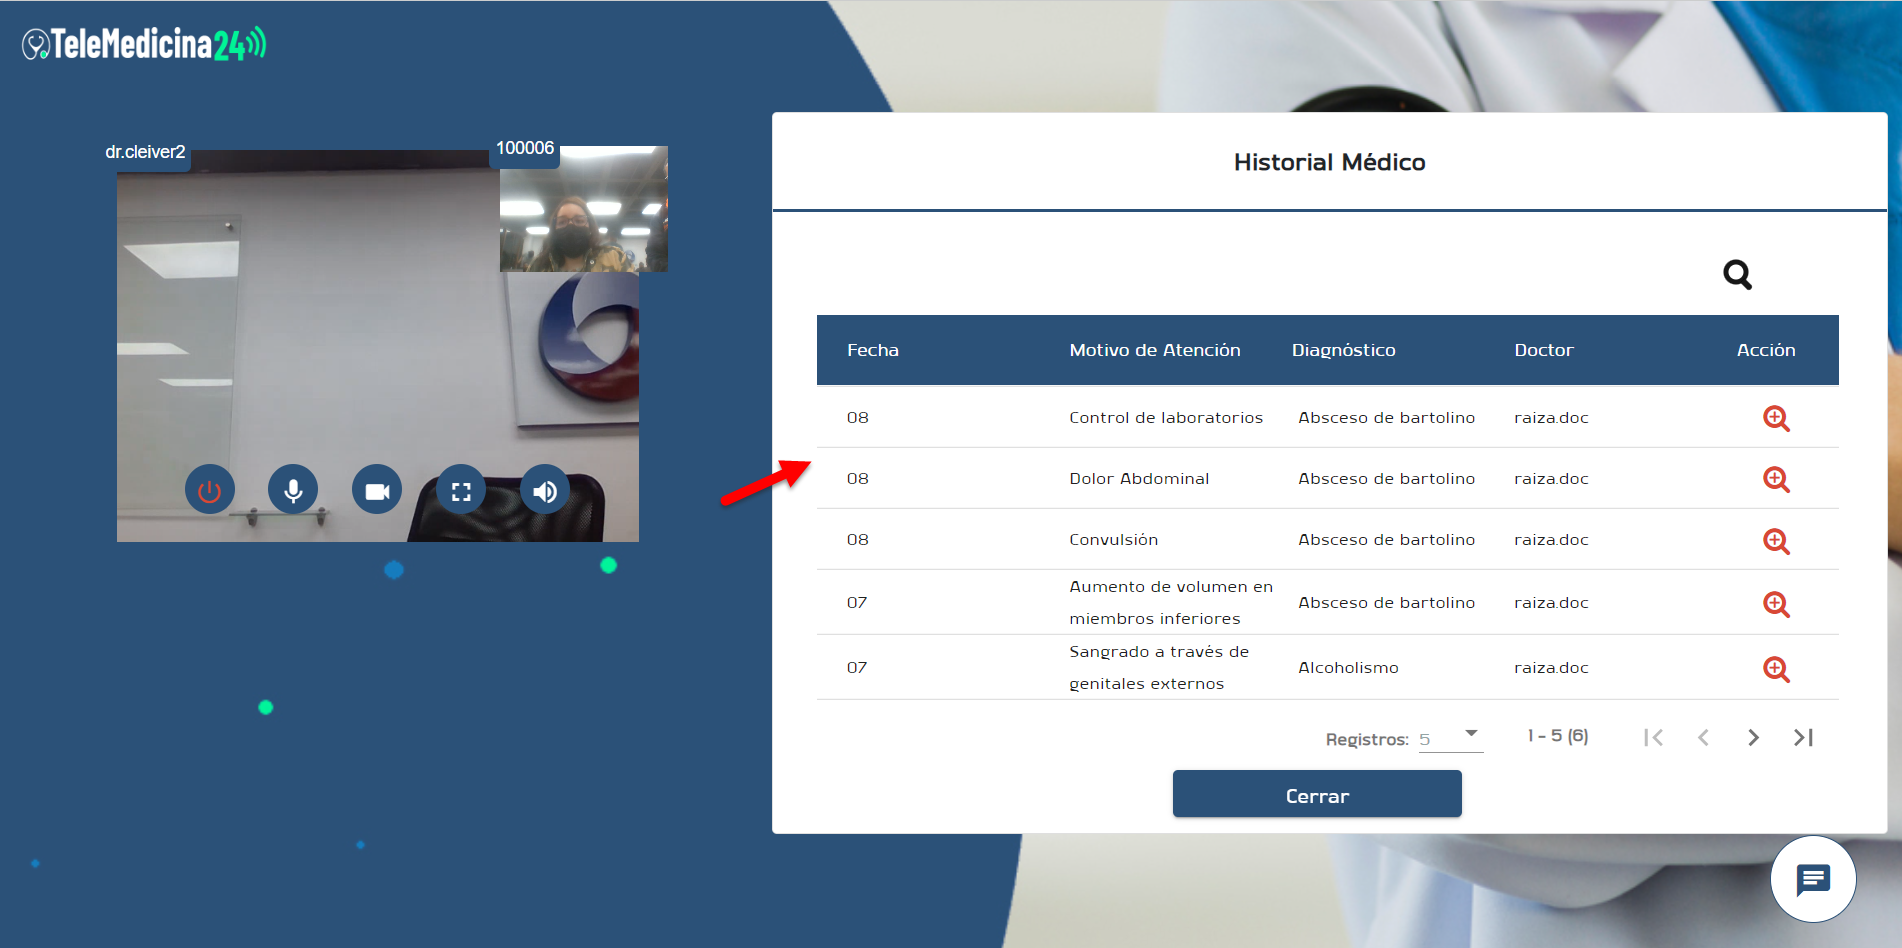 TeleMedicina24
dr.cleiver2
100006
Historial Médico
Fecha Motivo de Atención Diagnóstico Doctor Acción
08 Control de laboratorios Absceso de bartolino raiza.doc
08 Dolor Abdominal Absceso de bartolino raiza.doc
08 Convulsión Absceso de bartolino raiza.doc
07 Aumento de volumen en miembros inferiores Absceso de bartolino raiza.doc
07 Sangrado a través de genitales externos Alcoholismo raiza.doc
Registros: 5 1 - 5 (6)
Cerrar